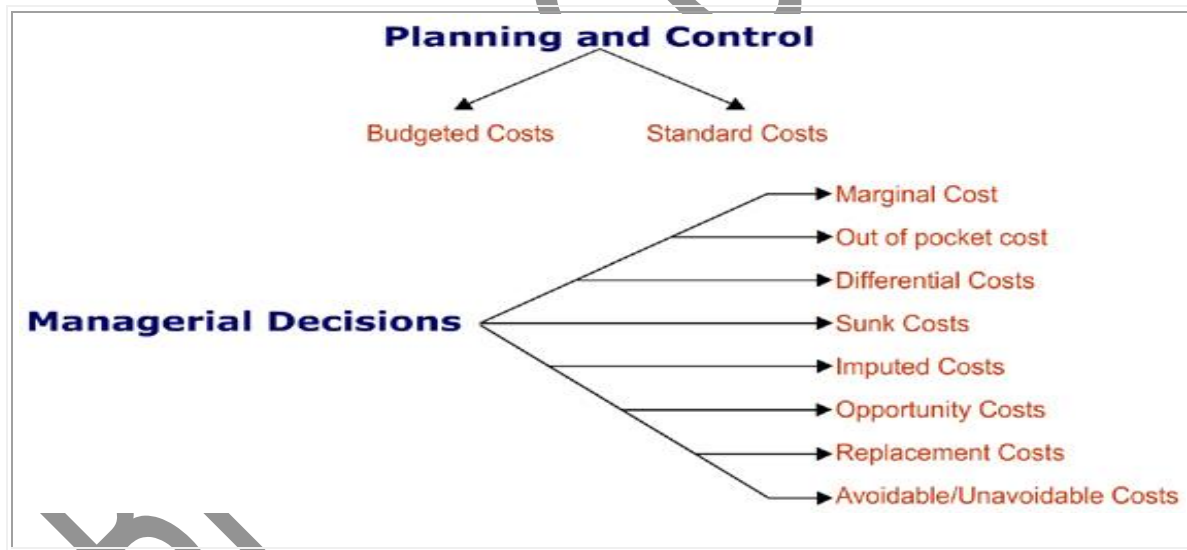 Planning and Control
Budgeted Costs Standard Costs
Marginal Cost
Out of pocket cost
Differential Costs
Managerial Decisions Sunk Costs
Imputed Costs
Opportunity Costs
Replacement Costs
Avoidable/Unavoidable Costs